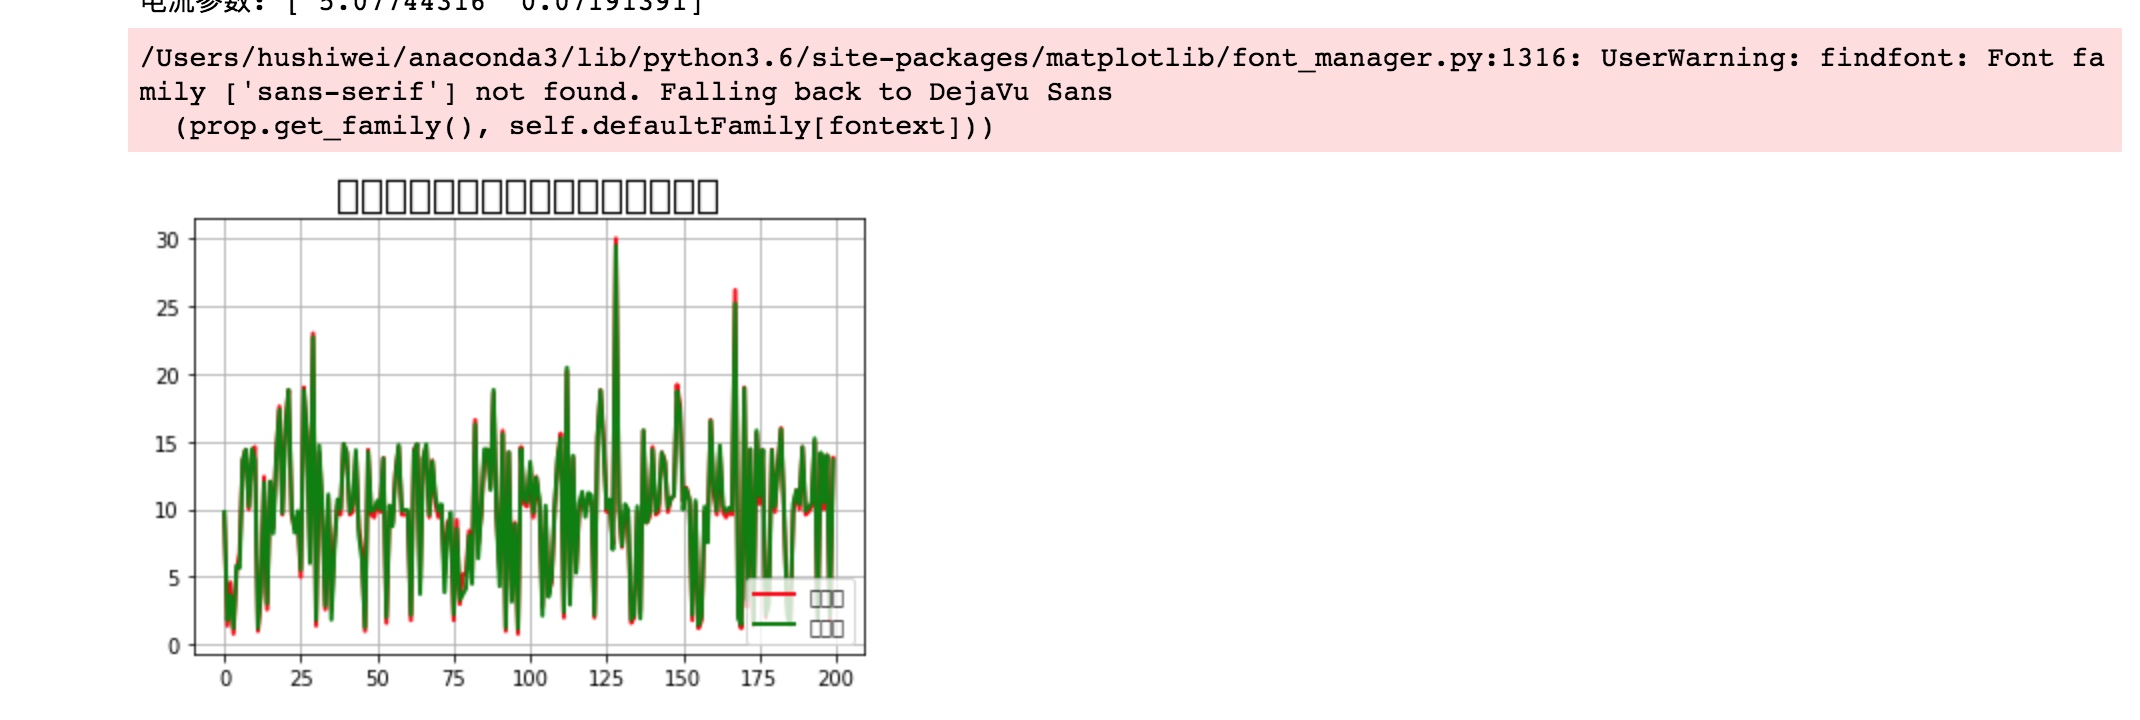 电流参数: [ 5.07744316  0.07191391]
/Users/hushiwei/anaconda3/lib/python3.6/site-packages/matplotlib/font_manager.py:1316: UserWarning: findfont: Font fa
mily ['sans-serif'] not found. Falling back to DejaVu Sans
  (prop.get_family(), self.defaultFamily[fontext]))
30
25
20
15
10
5
0
0 25 50 75 100 125 150 175 200